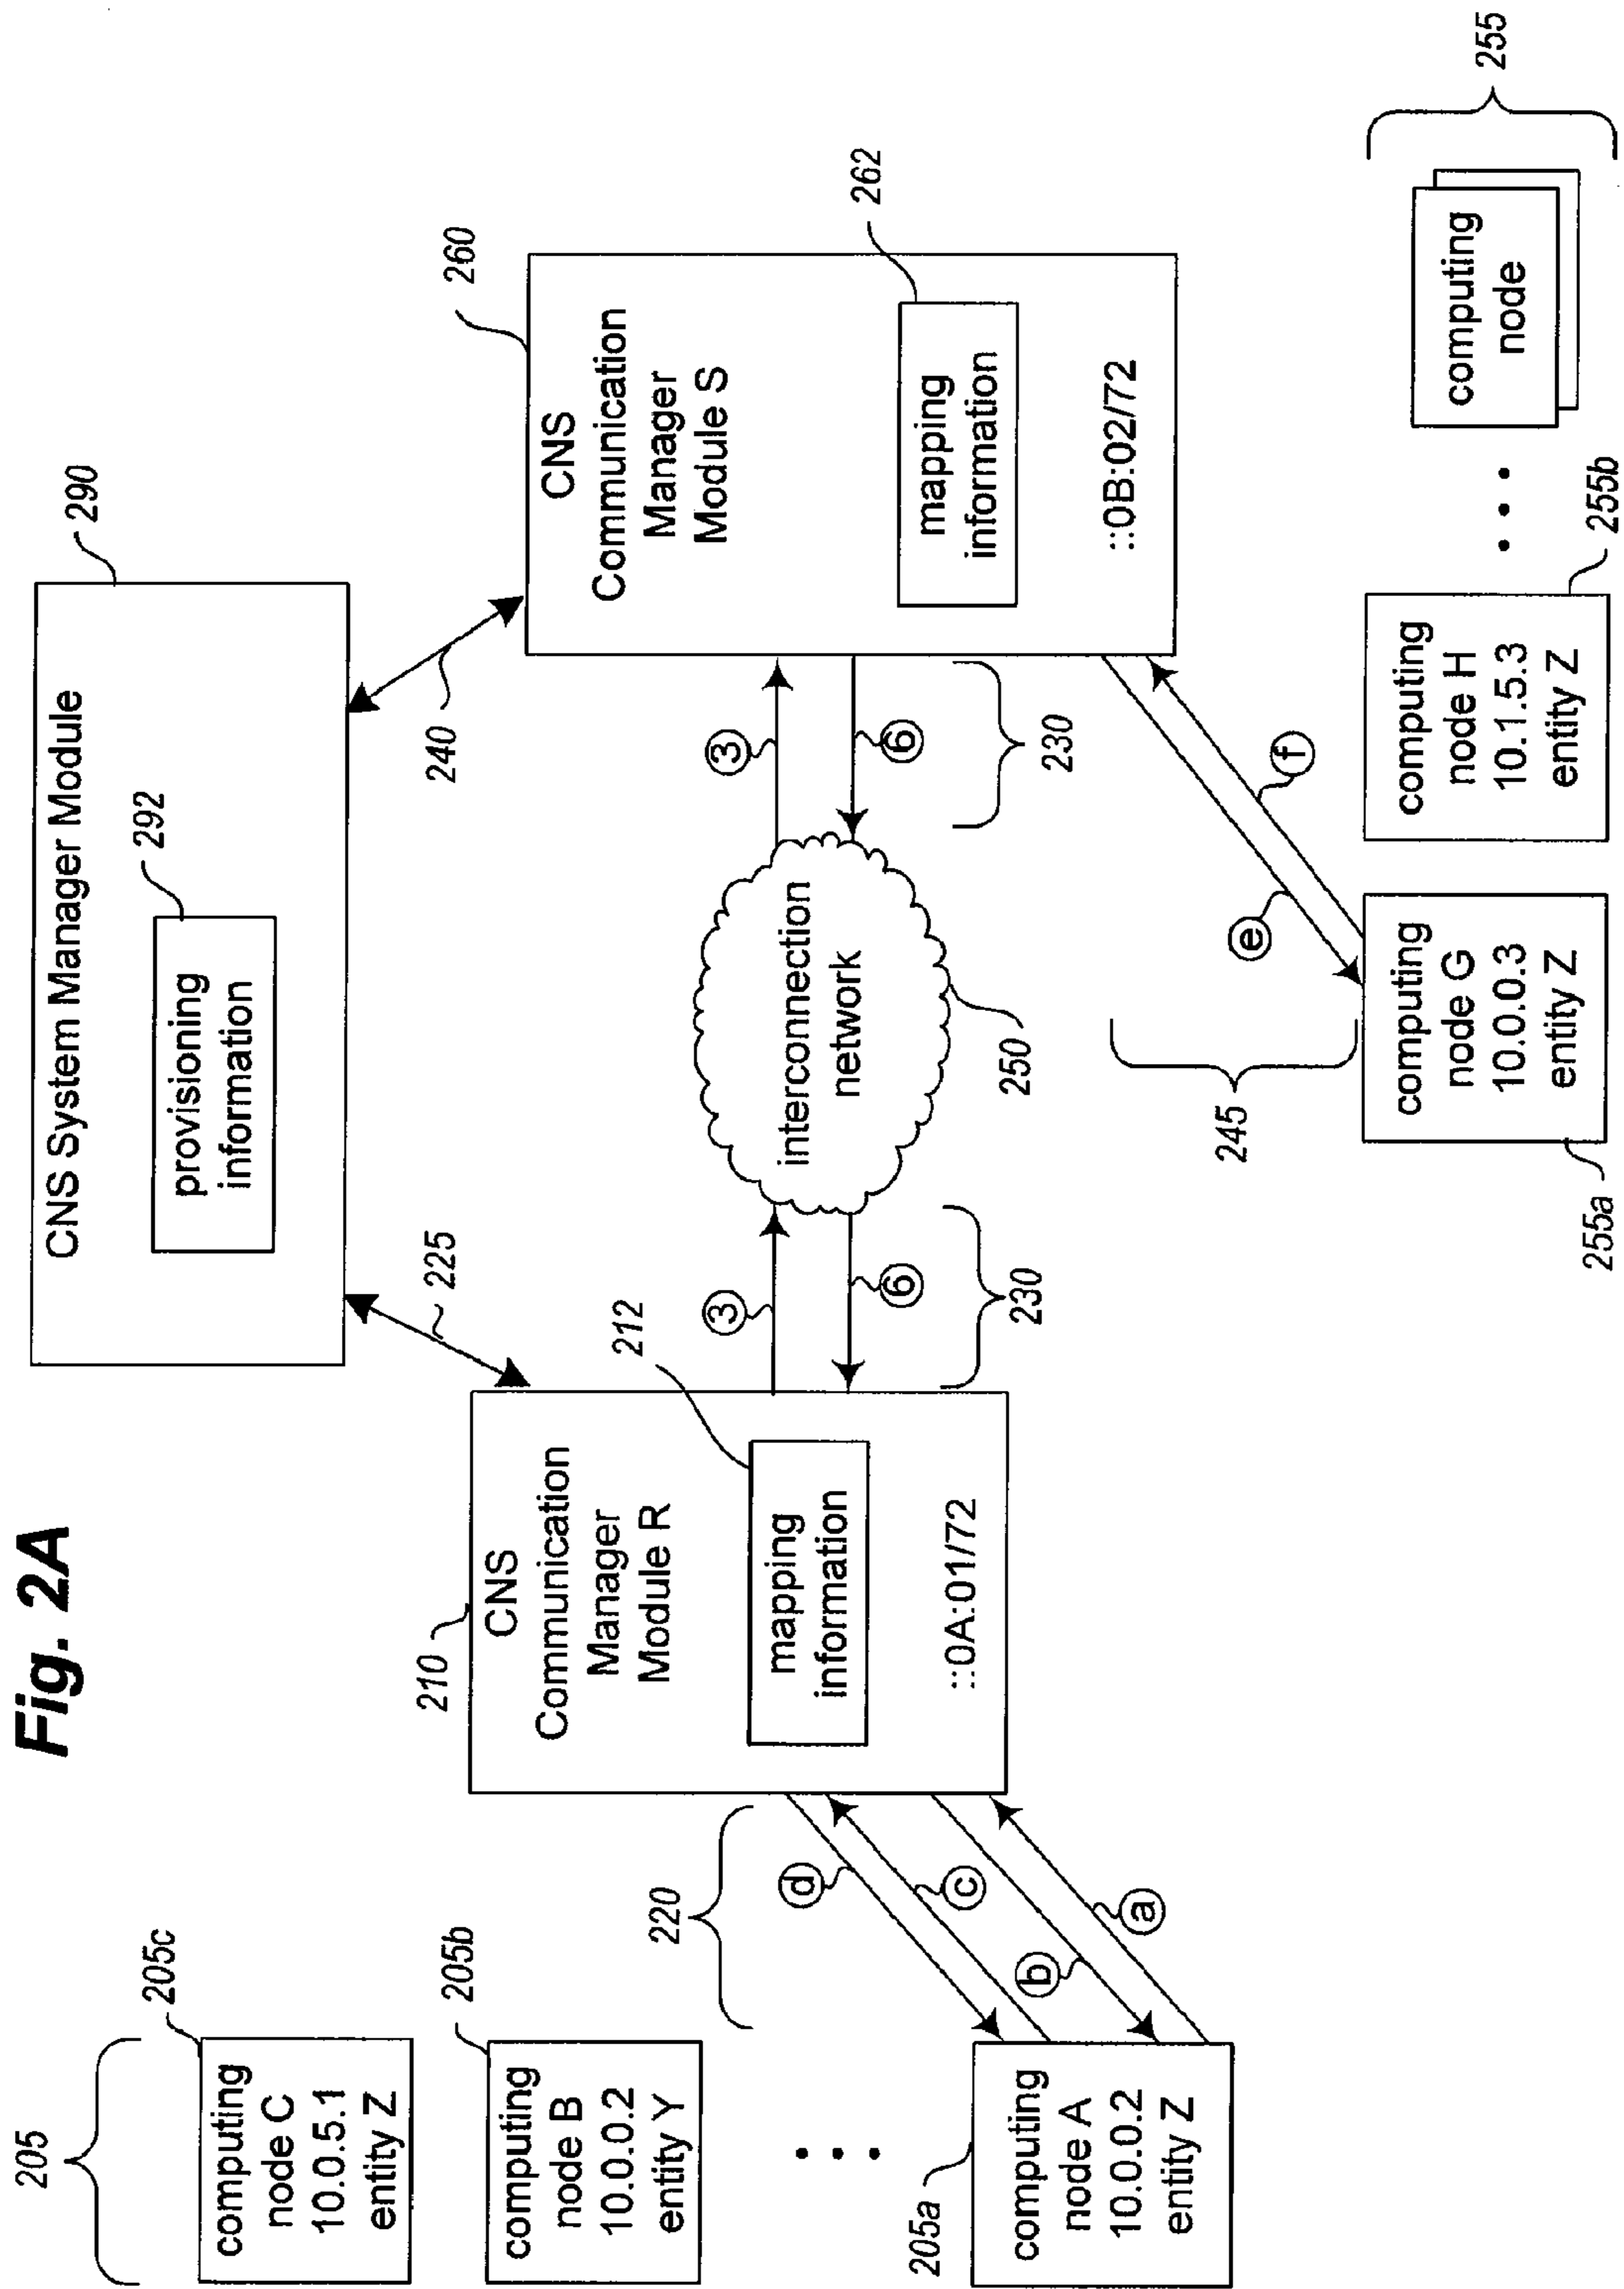 Fig. 2A
CNS System Manager Module
290
provisioning
information
292
225
240
205
205c
computing
node C
10.0.5.1
entity Z
205b
computing
node B
10.0.0.2
entity Y
• • •
205a
computing
node A
10.0.0.2
entity Z
220
d
c
b
a
210
CNS
Communication
Manager
Module R
212
mapping
information
::0A:01/72
3
6
230
interconnection
network
250
3
6
230
260
CNS
Communication
Manager
Module S
262
mapping
information
::0B:02/72
e
f
245
computing
node G
10.0.0.3
entity Z
255a
computing
node H
10.1.5.3
entity Z
255b
• • •
computing
node
255